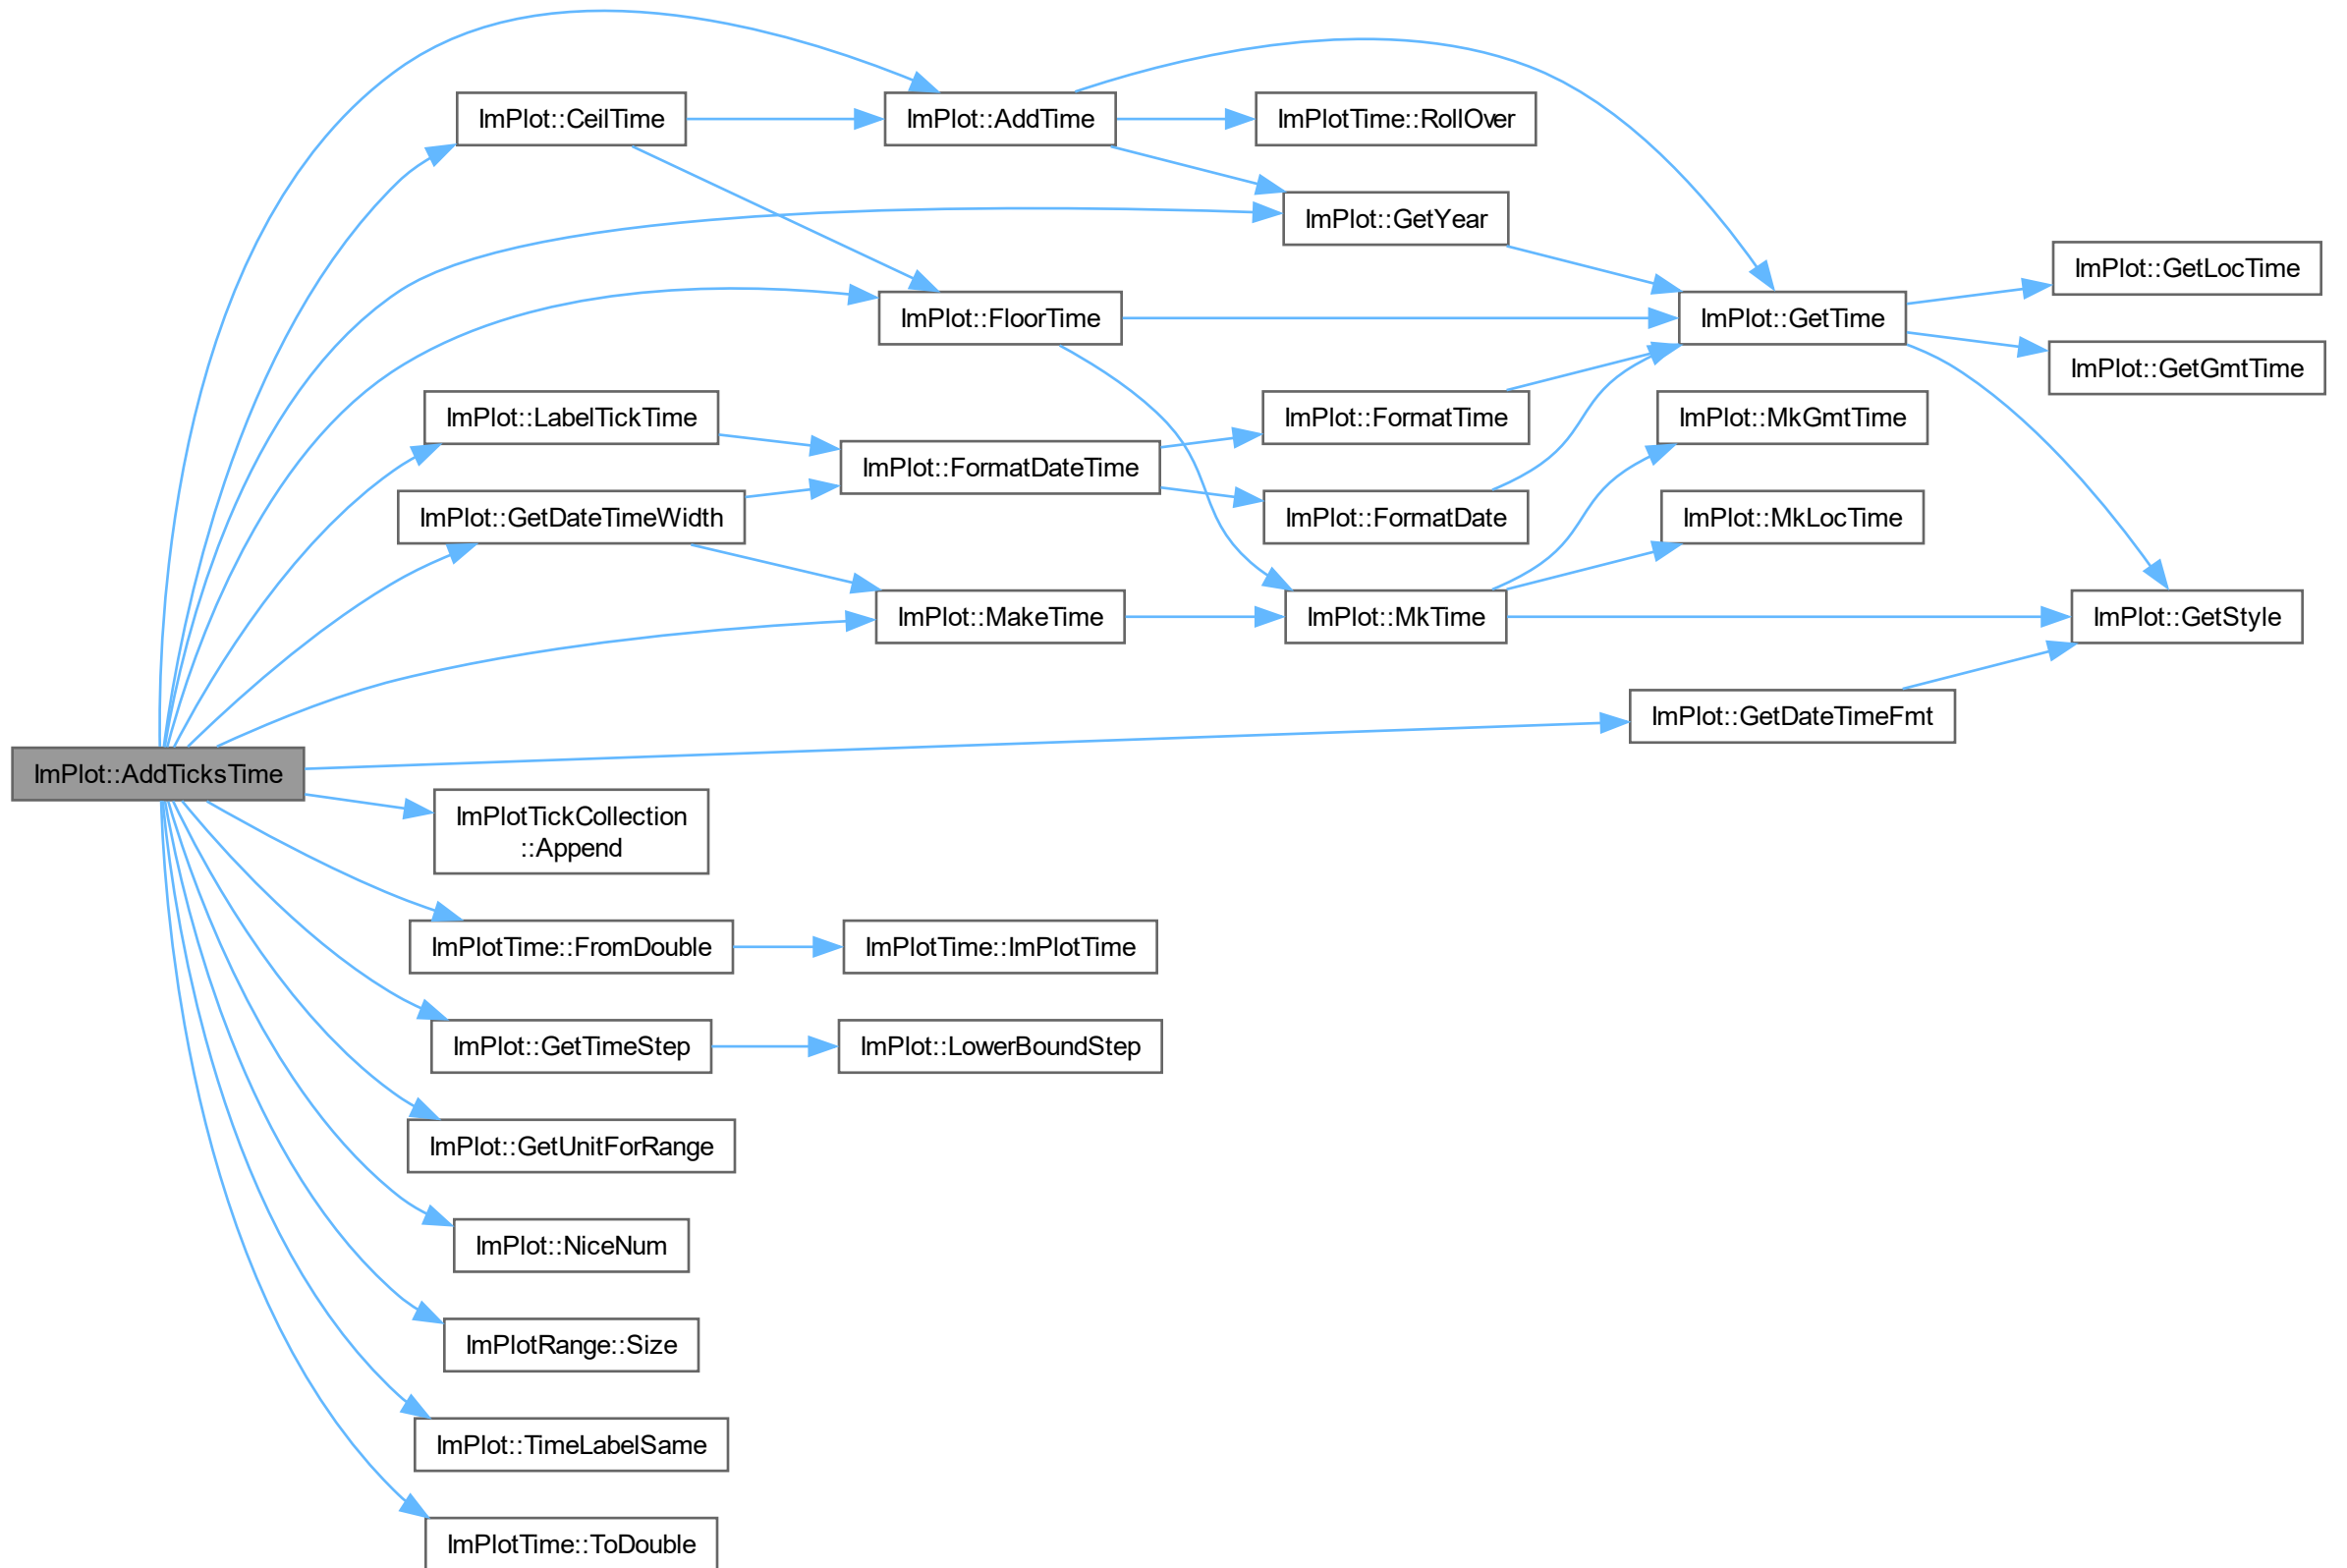 ImPlot::CeilTime
ImPlot::AddTime
ImPlotTime::RollOver
ImPlot::GetYear
ImPlot::GetLocTime
ImPlot::FloorTime
ImPlot::GetTime
ImPlot::GetGmtTime
ImPlot::LabelTickTime
ImPlot::FormatTime
ImPlot::MkGmtTime
ImPlot::FormatDateTime
ImPlot::GetDateTimeWidth
ImPlot::FormatDate
ImPlot::MkLocTime
ImPlot::MakeTime
ImPlot::MkTime
ImPlot::GetStyle
ImPlot::GetDateTimeFmt
ImPlot::AddTicksTime
ImPlotTickCollection
::Append
ImPlotTime::FromDouble
ImPlotTime::ImPlotTime
ImPlot::GetTimeStep
ImPlot::LowerBoundStep
ImPlot::GetUnitForRange
ImPlot::NiceNum
ImPlotRange::Size
ImPlot::TimeLabelSame
ImPlotTime::ToDouble